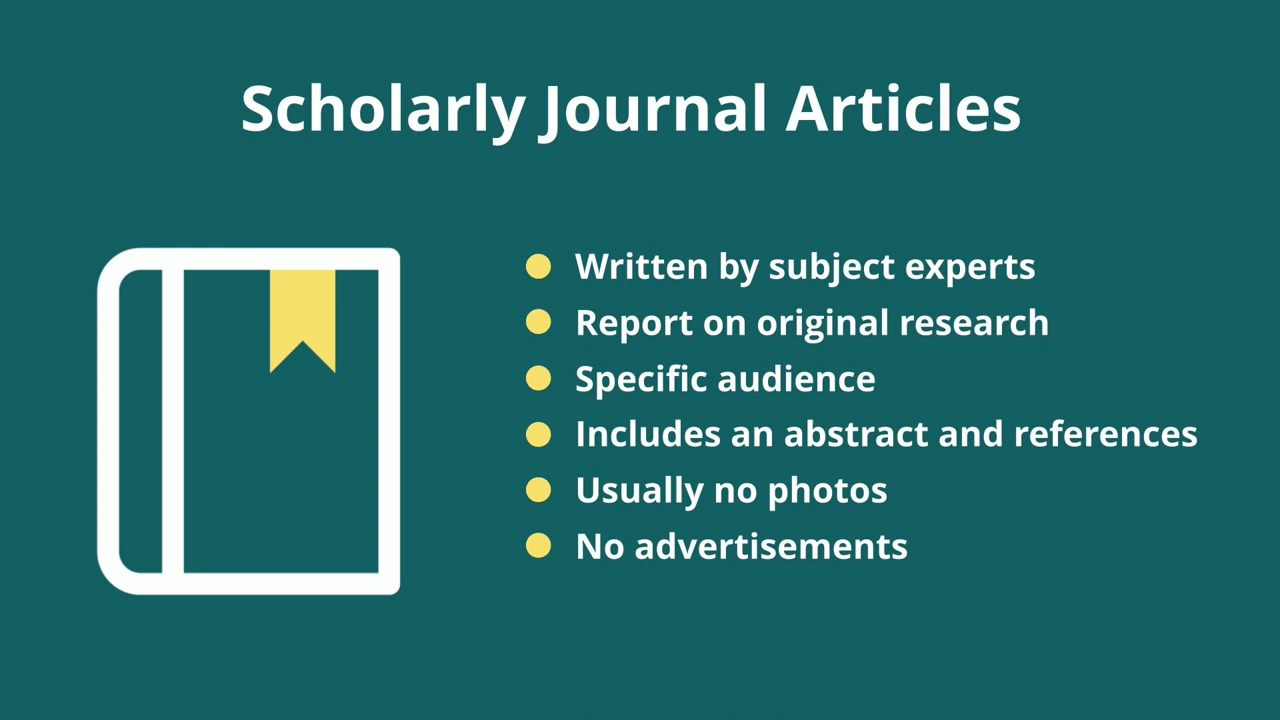 Scholarly Journal Articles
Written by subject experts
Report on original research
Specific audience
Includes an abstract and references
Usually no photos
No advertisements